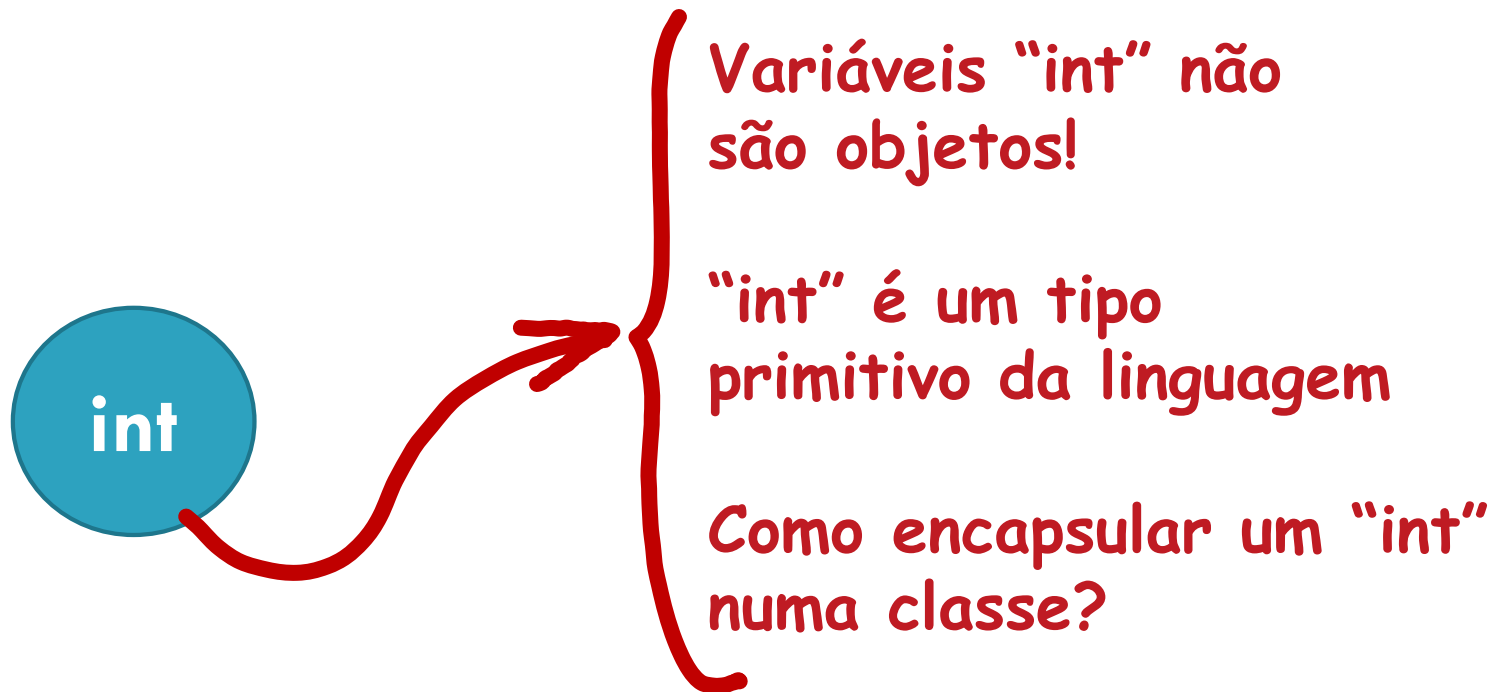 int
Variáveis “int” não
são objetos!
“int” é um tipo
primitivo da linguagem
Como encapsular um “int”
numa classe?